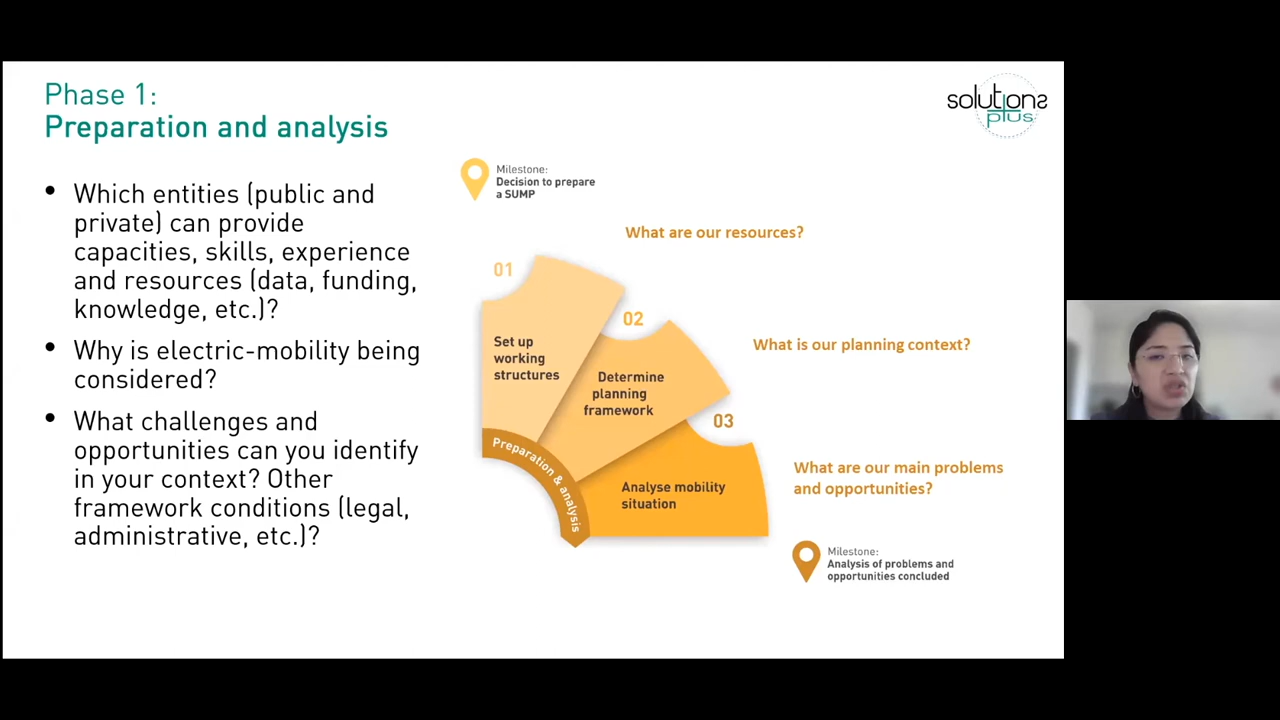 Phase 1:
Preparation and analysis
solutions
plus
• Which entities (public and
private) can provide
capacities, skills, experience
and resources (data, funding,
knowledge, etc.)?
• Why is electric-mobility being
considered?
• What challenges and
opportunities can you identify
in your context? Other
framework conditions (legal,
administrative, etc.)?
Milestone:
Decision to prepare
a SUMP
What are our resources?
01
Set up
working
structures
02
Determine
planning
framework
What is our planning context?
03
Analyse mobility
situation
What are our main problems
and opportunities?
Preparation & analysis
Milestone:
Analysis of problems and
opportunities concluded